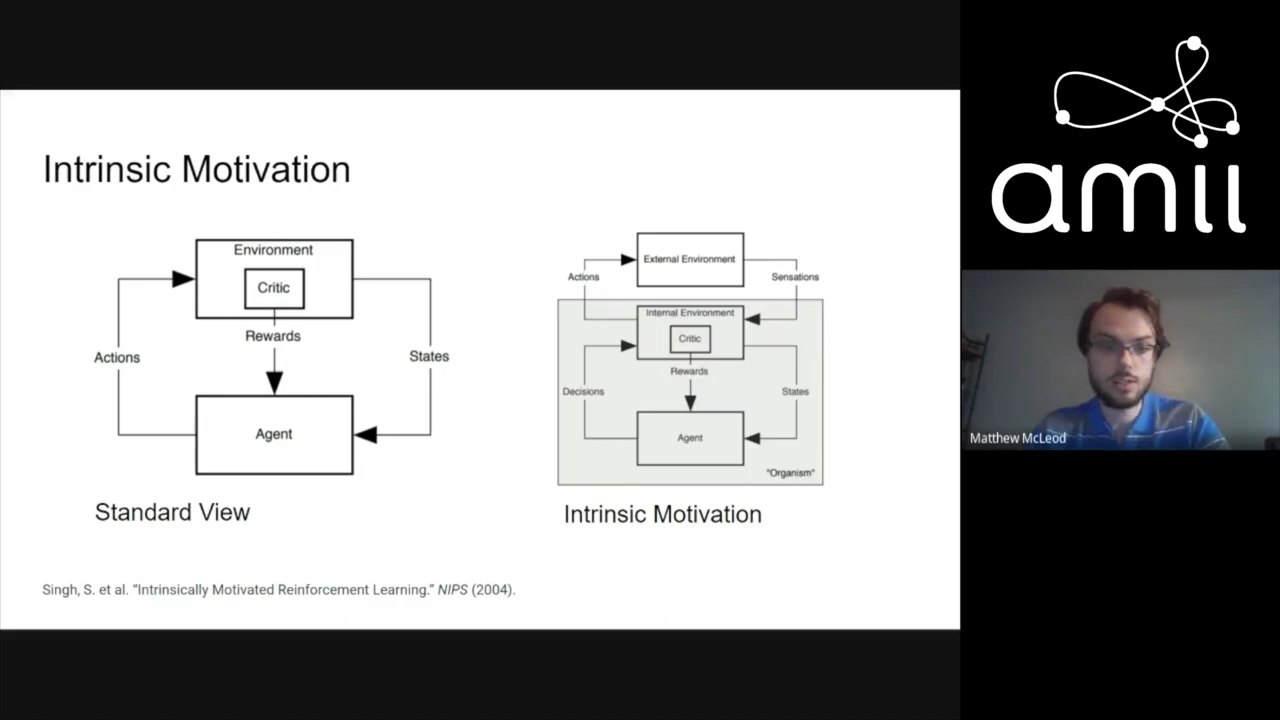 Intrinsic Motivation
Environment
Critic
Rewards
Actions
States
Agent
Standard View
External Environment
Actions
Sensations
Internal Environment
Critic
Rewards
Decisions
States
Agent
"Organism"
Intrinsic Motivation
Singh, S. et al. “Intrinsically Motivated Reinforcement Learning.” NIPS (2004).
amii
Matthew McLeod